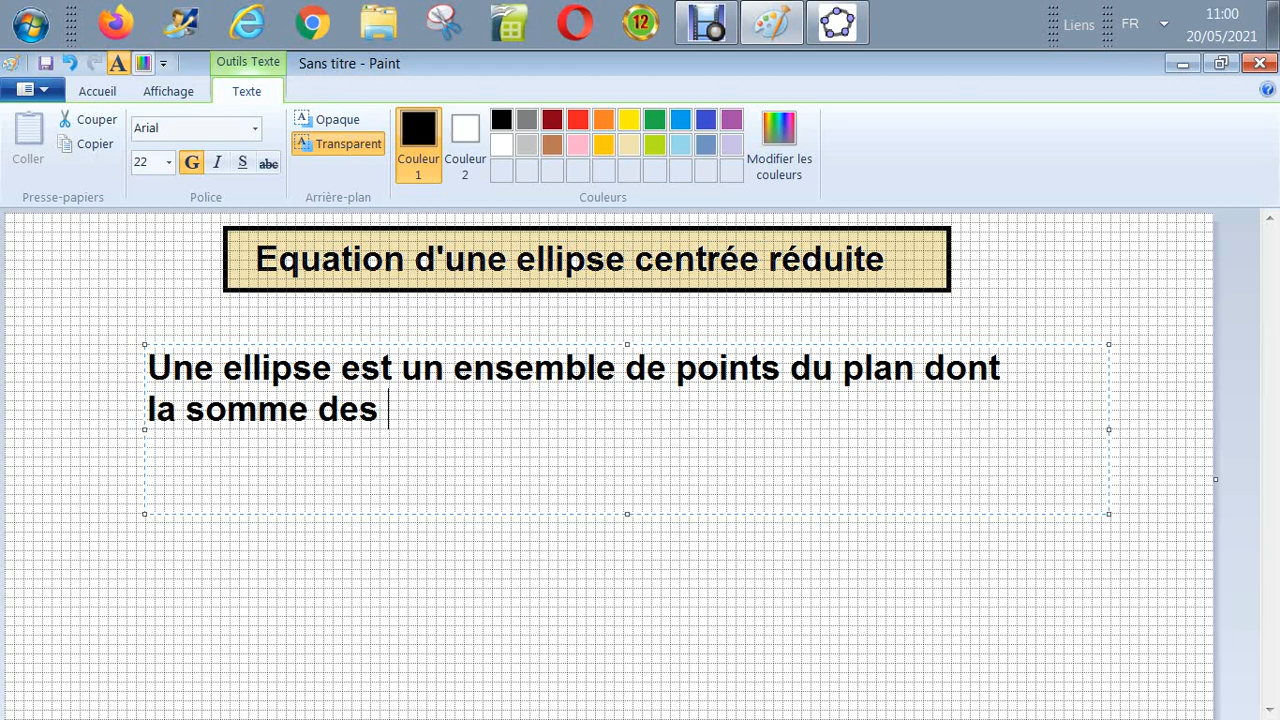 12
Liens
FR
11:00
20/05/2021
Outils Texte
Sans titre - Paint
Accueil
Affichage
Texte
Coller
Couper
Copier
Presse-papiers
Arial
22
G I S abc
Police
Opaque
Transparent
Arrière-plan
Couleur 1
Couleur 2
Modifier les couleurs
Couleurs
Equation d'une ellipse centrée réduite
Une ellipse est un ensemble de points du plan dont
la somme des